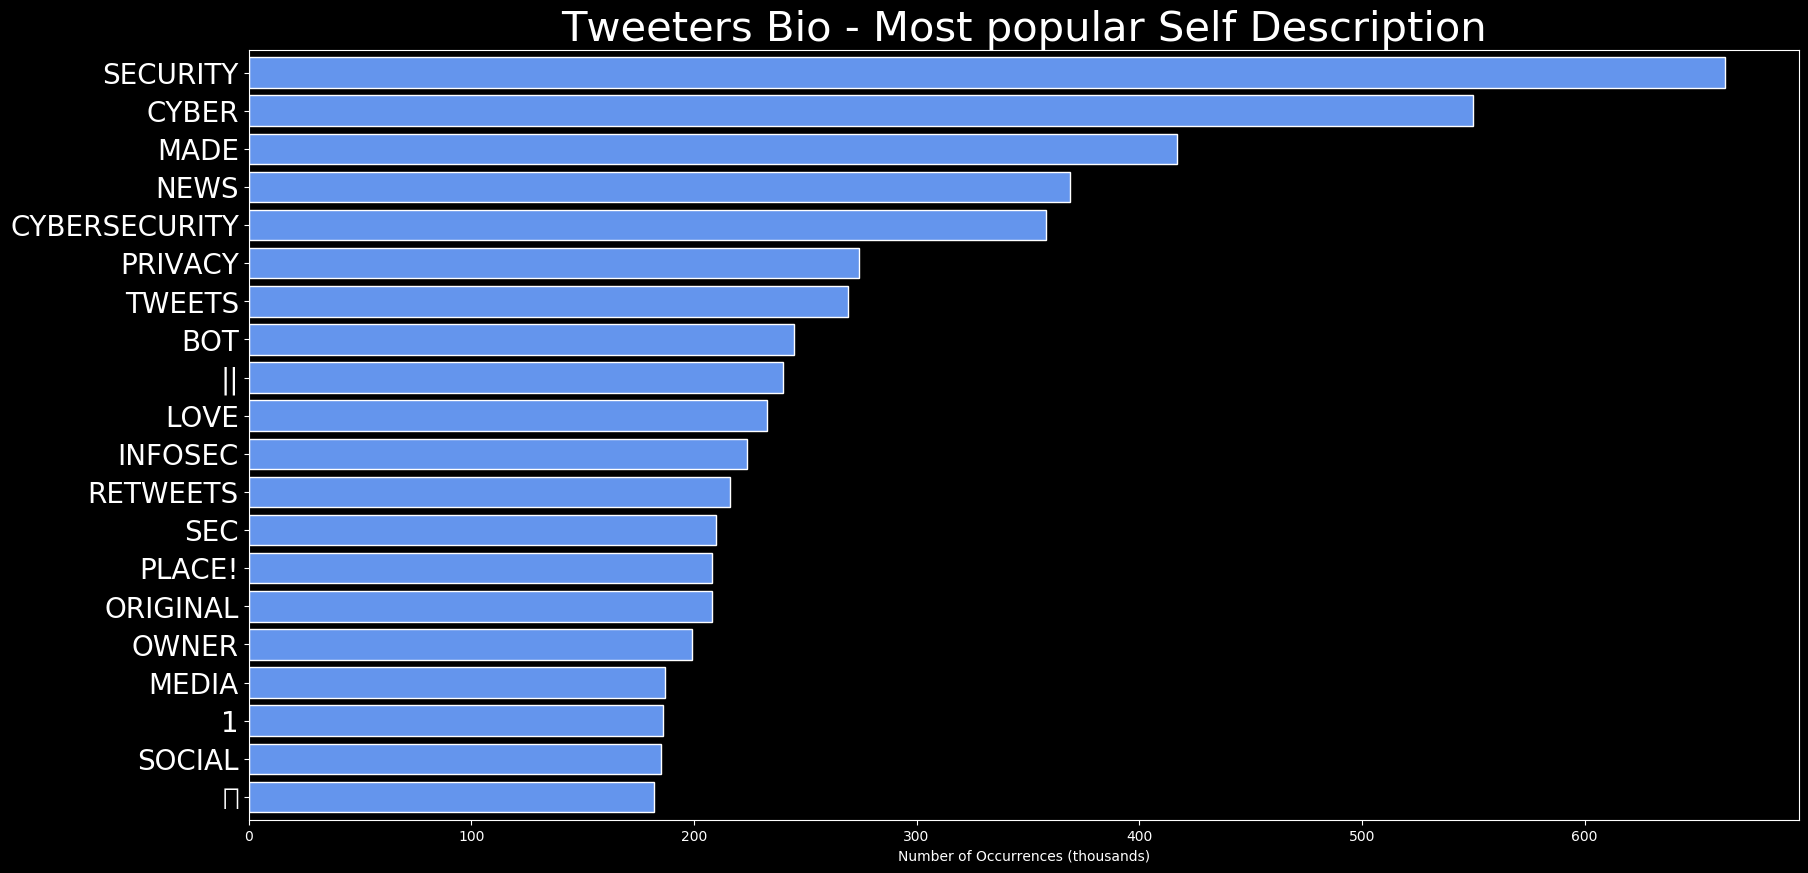 Tweeters Bio - Most popular Self Description
SECURITY
CYBER
MADE
NEWS
CYBERSECURITY
PRIVACY
TWEETS
BOT
||
LOVE
INFOSEC
RETWEETS
SEC
PLACE!
ORIGINAL
OWNER
MEDIA
1
SOCIAL
0 100 200 300 400 500 600
Number of Occurrences (thousands)